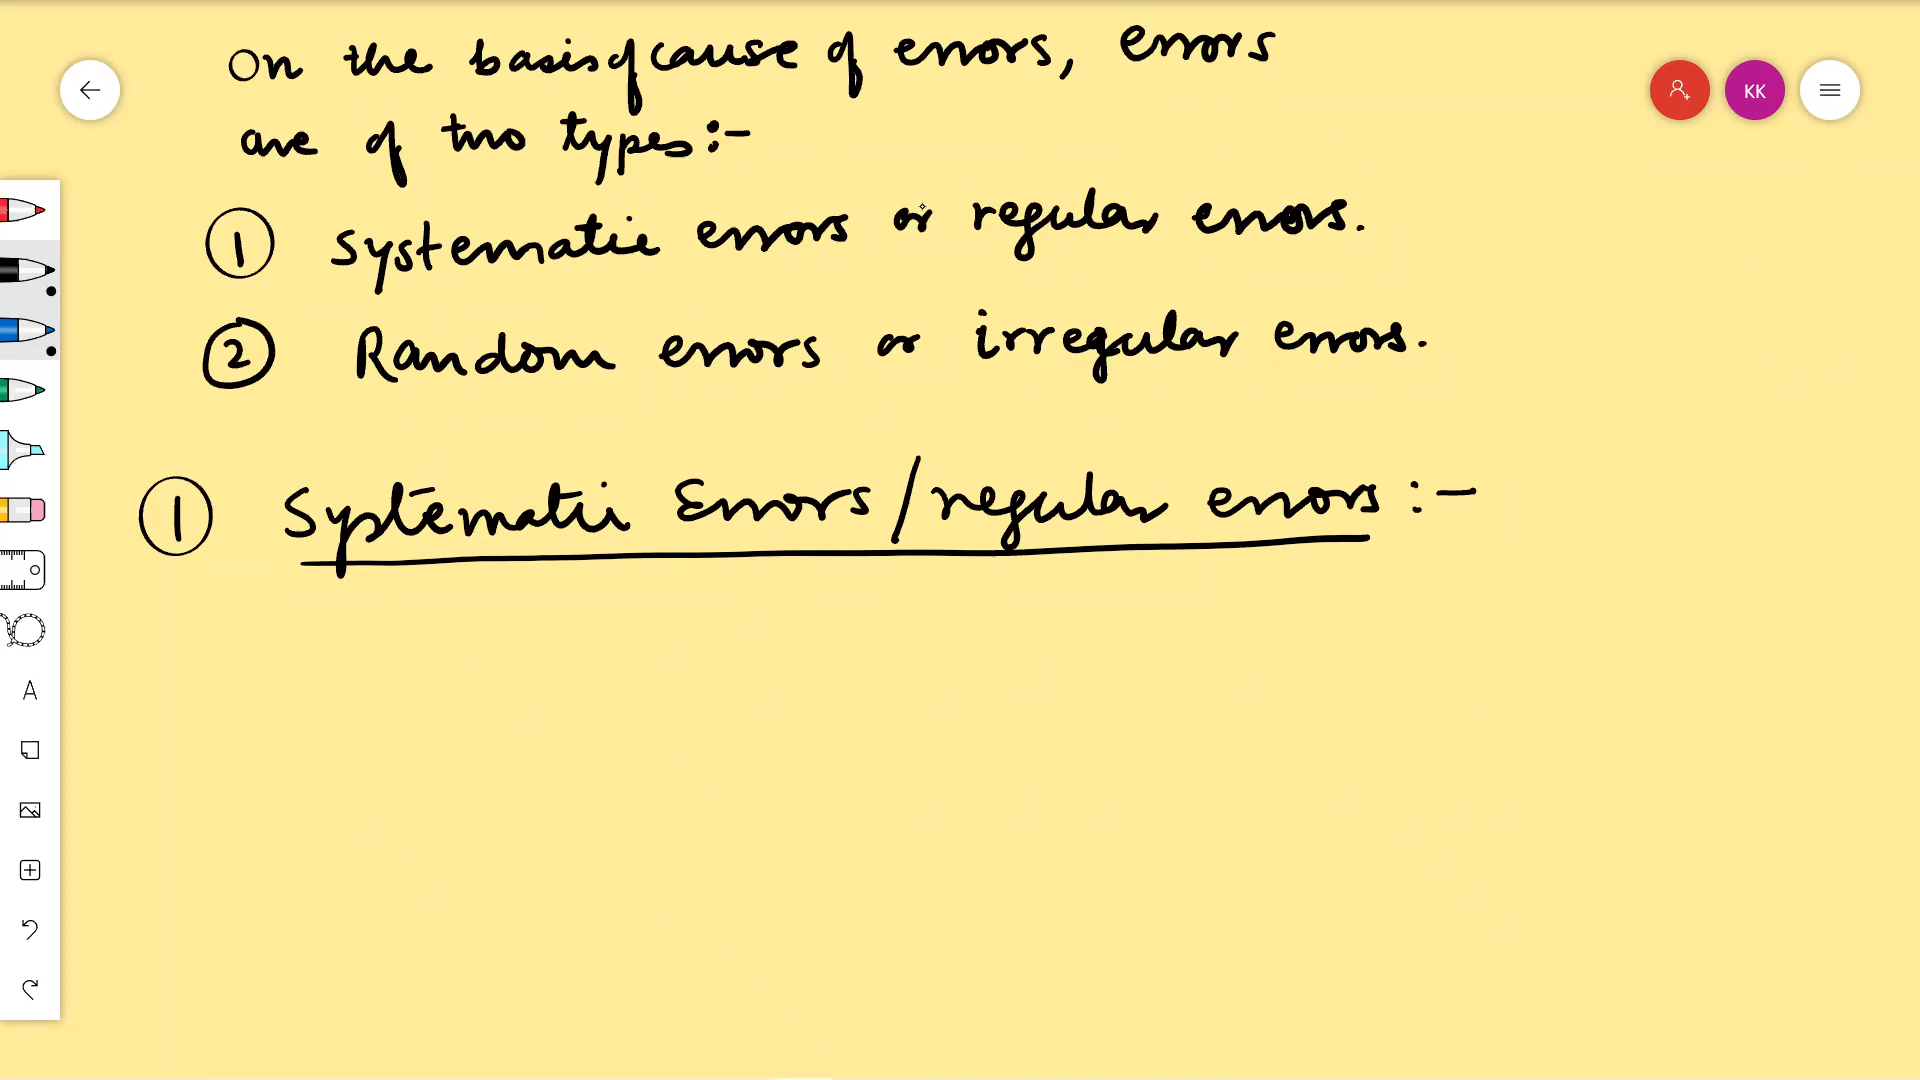 On the basis of cause of errors, errors
are of two types:-
① Systematic errors or regular errors.
② Random errors or irregular errors.
① Systematic Errors/regular errors:-
KK
A